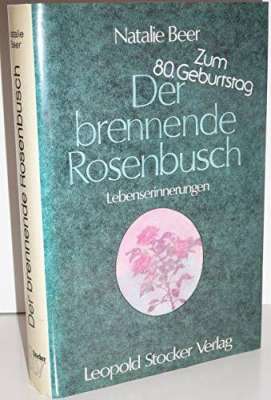 Natalie Beer
Zum
80. Geburtstag
Der
brennende
Rosenbusch
Lebenserinnerungen
Leopold Stocker Verlag
Natalie
Beer
Der brennende Rosenbusch
Stocker